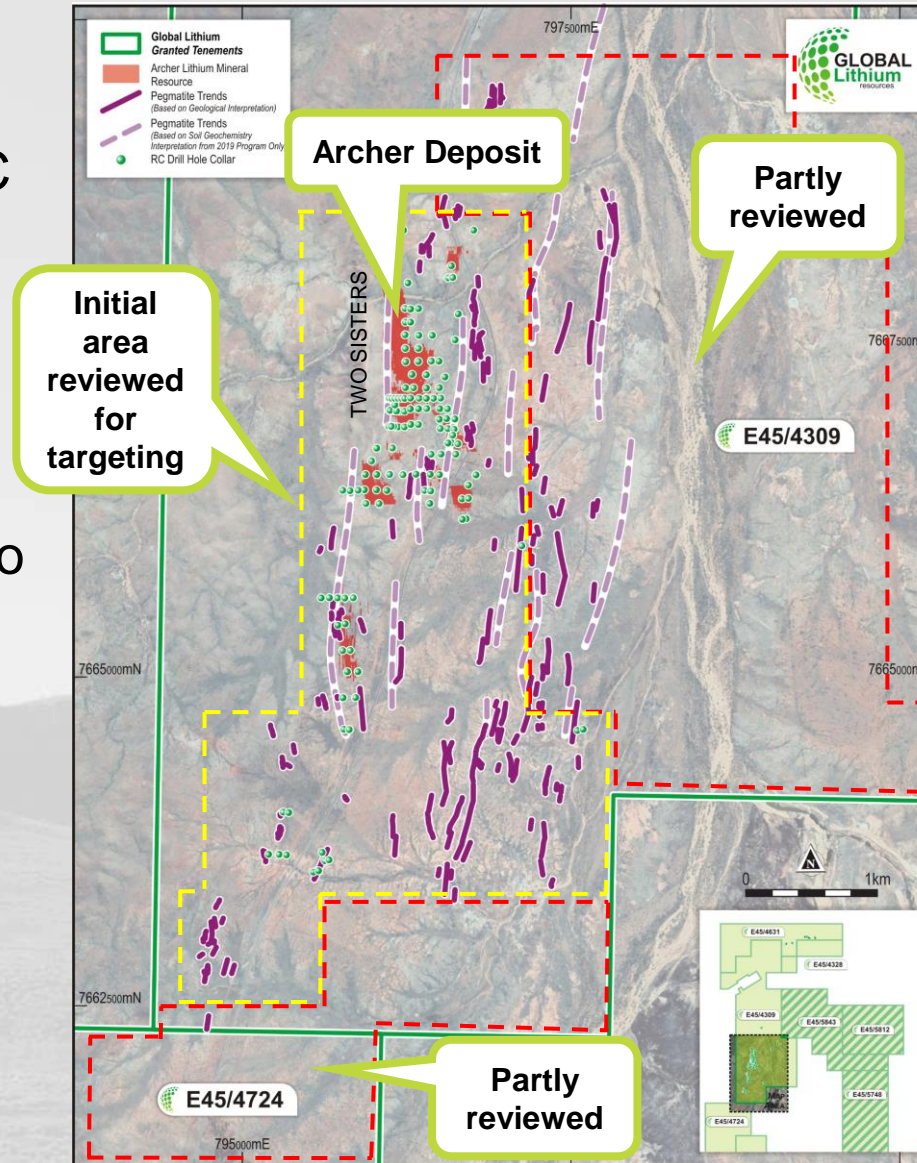 C
o
Global Lithium
Granted Tenements
Archer Lithium Mineral
Resource
Pegmatite Trends
(Based on Geological Interpretation)
Pegmatite Trends
(Based on Soil Geochemistry
Interpretation from 2019 Program Only
RC Drill Hole Collar
797500mE
GLOBAL
Lithium
resources
Archer Deposit
Partly
reviewed
Initial
area
reviewed
for
targeting
TWO SISTERS
7667500m
E45/4309
7665000mN
7665000m
N
0
1km
7662500mN
E45/4631
E45/4328
E45/4309
E45/5843
E45/5812
E45/5748
E45/4724
E45/4724
Partly
reviewed
795000mE